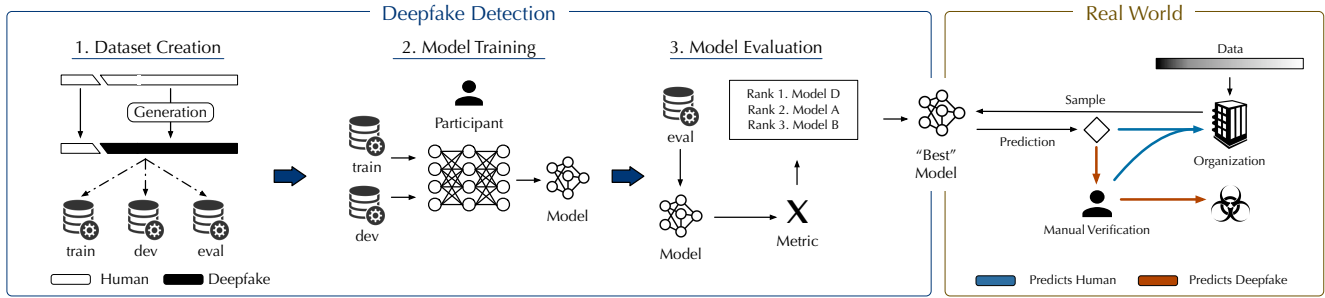 Deepfake Detection
1. Dataset Creation
Generation
train
dev
eval
Human
Deepfake
2. Model Training
Participant
train
dev
Model
3. Model Evaluation
eval
Rank 1. Model D
Rank 2. Model A
Rank 3. Model B
Model
X
Metric
"Best"
Model
Real World
Data
Sample
Prediction
Organization
Manual Verification
Predicts Human
Predicts Deepfake